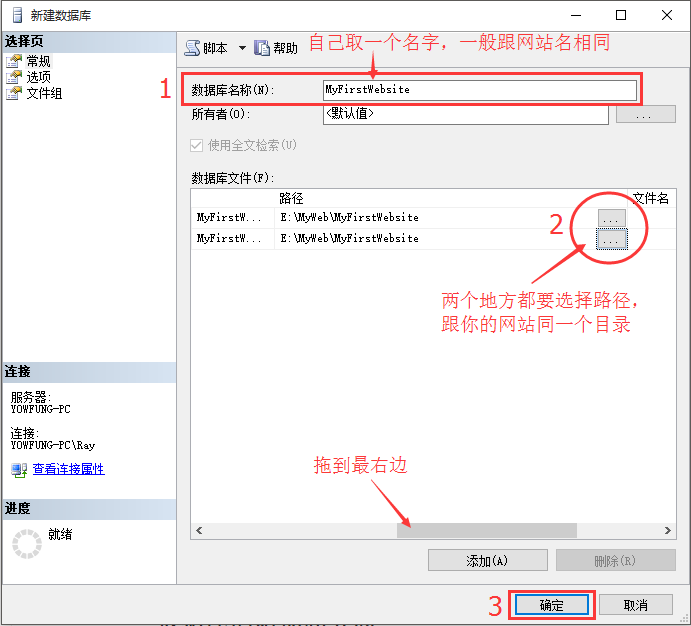 新建数据库
选择页
常规
选项
文件组
脚本
帮助
自己取一个名字，一般跟网站名相同
1
数据库名称(N):
MyFirstWebsite
所有者(O):
<默认值>
...
使用全文检索(U)
数据库文件(F):
路径
文件名
MyFirstW...
E:\MyWeb\MyFirstWebsite
...
MyFirstW...
E:\MyWeb\MyFirstWebsite
...
2
两个地方都要选择路径，
跟你的网站同一个目录
连接
服务器:
YOWFUNG-PC
连接:
YOWFUNG-PC\Ray
查看连接属性
拖到最右边
进度
就绪
添加(A)
删除(R)
3
确定
取消